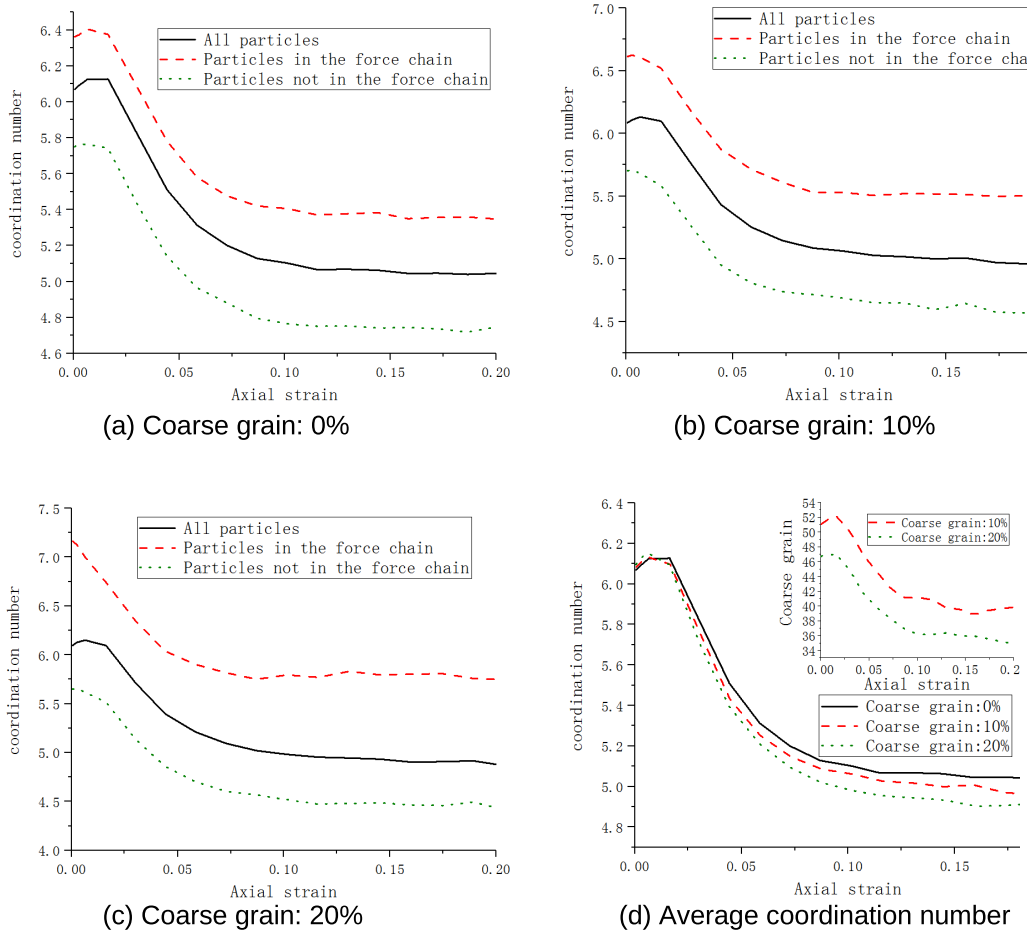 6.4
6.2
6.0
5.8
5.6
5.4
5.2
5.0
4.8
4.6
coordination number
All particles
Particles in the force chain
Particles not in the force chain
0.00
0.05
0.10
0.15
0.20
Axial strain
(a) Coarse grain: 0%
7.0
6.5
6.0
5.5
5.0
4.5
coordination number
All particles
Particles in the force chain
Particles not in the force cha
0.00
0.05
0.10
0.15
Axial strain
(b) Coarse grain: 10%
7.5
7.0
6.5
6.0
5.5
5.0
4.5
4.0
coordination number
All particles
Particles in the force chain
Particles not in the force chain
0.00
0.05
0.10
0.15
0.20
Axial strain
(c) Coarse grain: 20%
6.4
6.2
6.0
5.8
5.6
5.4
5.2
5.0
4.8
coordination number
54
52
50
48
46
44
42
40
38
36
34
Coarse grain
Coarse grain:10%
Coarse grain:20%
0.00
0.05
0.10
0.15
0.2
Axial strain
Coarse grain:0%
Coarse grain:10%
Coarse grain:20%
0.00
0.05
0.10
0.15
Axial strain
(d) Average coordination number